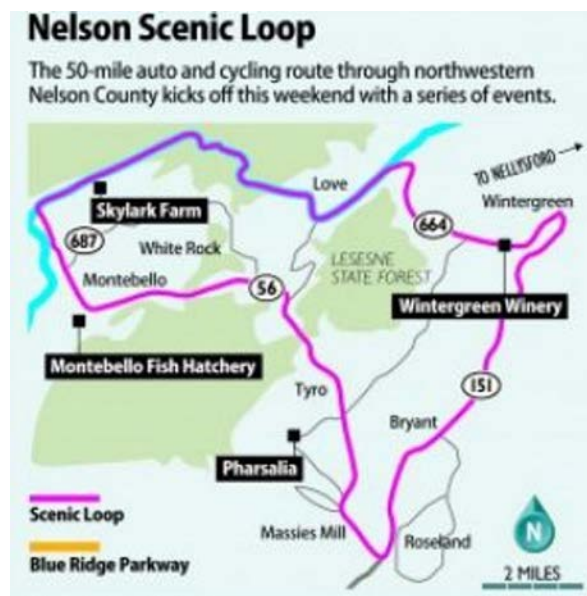 Nelson Scenic Loop
The 50-mile auto and cycling route through northwestern
Nelson County kicks off this weekend with a series of events.
TO NELLYSFORD
Love
Wintergreen
Skylark Farm
664
687
White Rock
LESESNE
STATE FOREST
Montebello
56
Wintergreen Winery
Montebello Fish Hatchery
Tyro
151
Bryant
Pharsalia
Scenic Loop
Massies Mill
Roseland
N
Blue Ridge Parkway
2 MILES